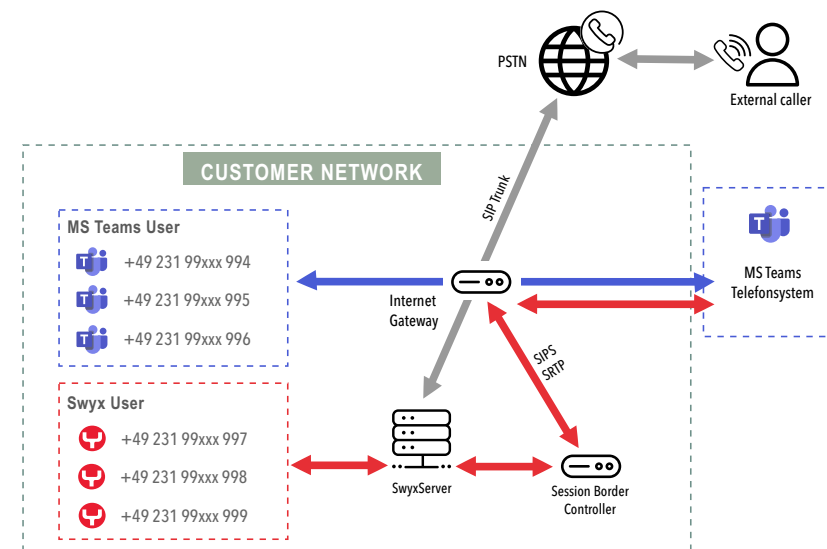 PSTN
External caller
CUSTOMER NETWORK
SIP Trunk
MS Teams User
+49 231 99xxx 994
+49 231 99xxx 995
+49 231 99xxx 996
Internet
Gateway
MS Teams
Telefonsystem
SIPS
SRTP
Swyx User
+49 231 99xxx 997
+49 231 99xxx 998
+49 231 99xxx 999
SwyxServer
Session Border
Controller